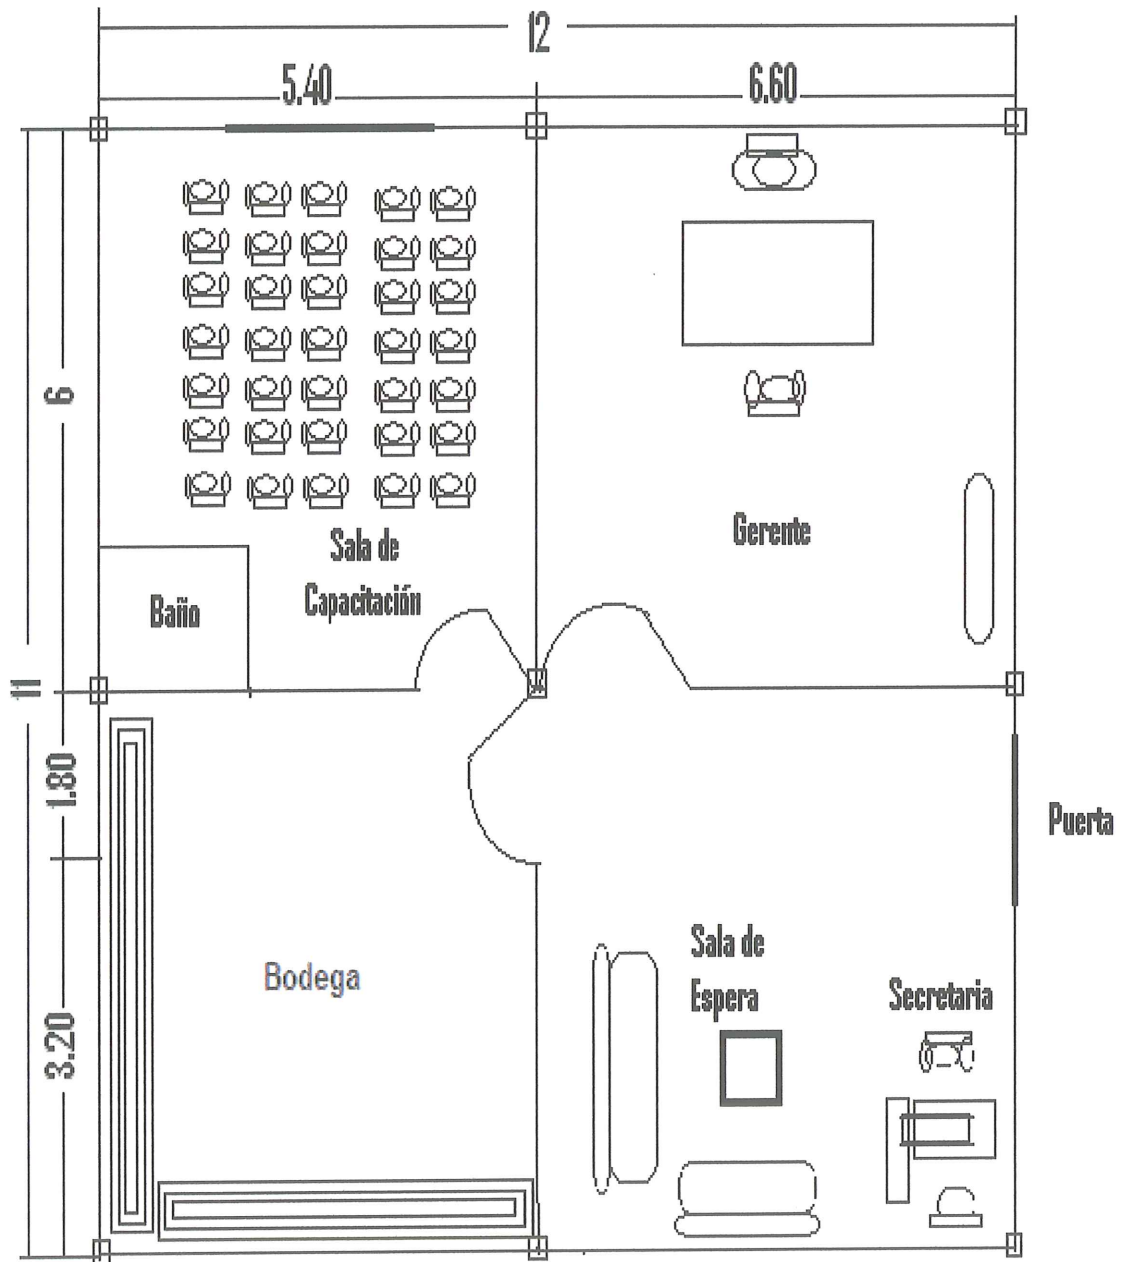 12
5.40
6.60
6
Gerente
Sala de
Capacitación
Baño
11
1.80
Puerta
Sala de
Espera
Bodega
Secretaria
3.20